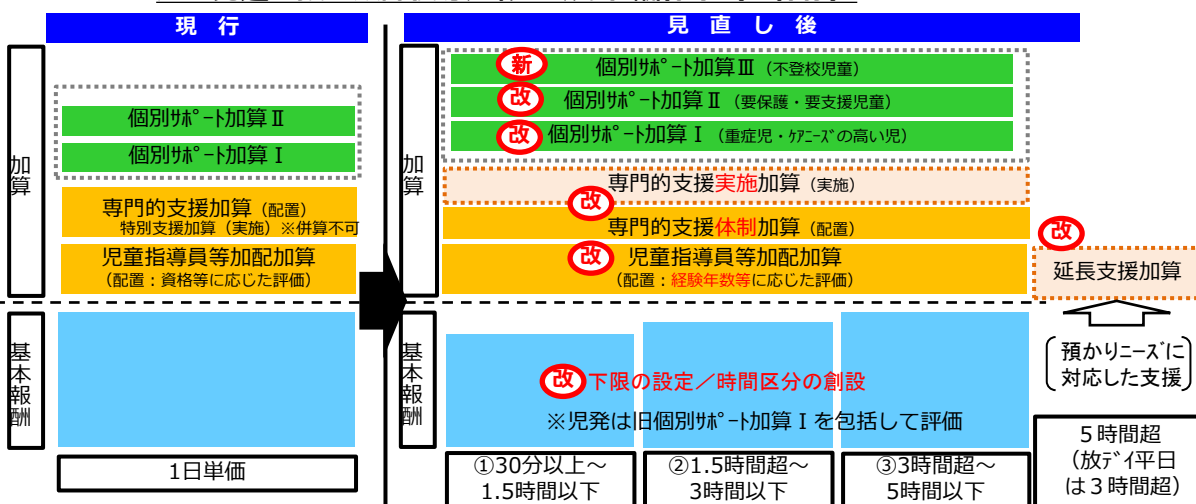 現 行
加算
個別ｻﾎﾟｰﾄ加算Ⅱ
個別ｻﾎﾟｰﾄ加算Ⅰ
専門的支援加算（配置）
特別支援加算（実施）※併算不可
児童指導員等加配加算
（配置：資格等に応じた評価）
基本報酬
1日単価
見 直 し 後
加算
新 個別ｻﾎﾟｰﾄ加算Ⅲ（不登校児童）
改 個別ｻﾎﾟｰﾄ加算Ⅱ（要保護・要支援児童）
改 個別ｻﾎﾟｰﾄ加算Ⅰ（重症児・ｹｱﾆｰｽﾞの高い児）
専門的支援実施加算（実施）
改
専門的支援体制加算（配置）
改 児童指導員等加配加算
（配置：経験年数等に応じた評価）
改
延長支援加算
預かりﾆｰｽﾞに
対応した支援
基本報酬
改 下限の設定／時間区分の創設
※児発は旧個別ｻﾎﾟｰﾄ加算Ⅰを包括して評価
①30分以上～
1.5時間以下
②1.5時間超～
3時間以下
③3時間超～
5時間以下
５時間超
(放ﾃﾞｲ平日
は３時間超)